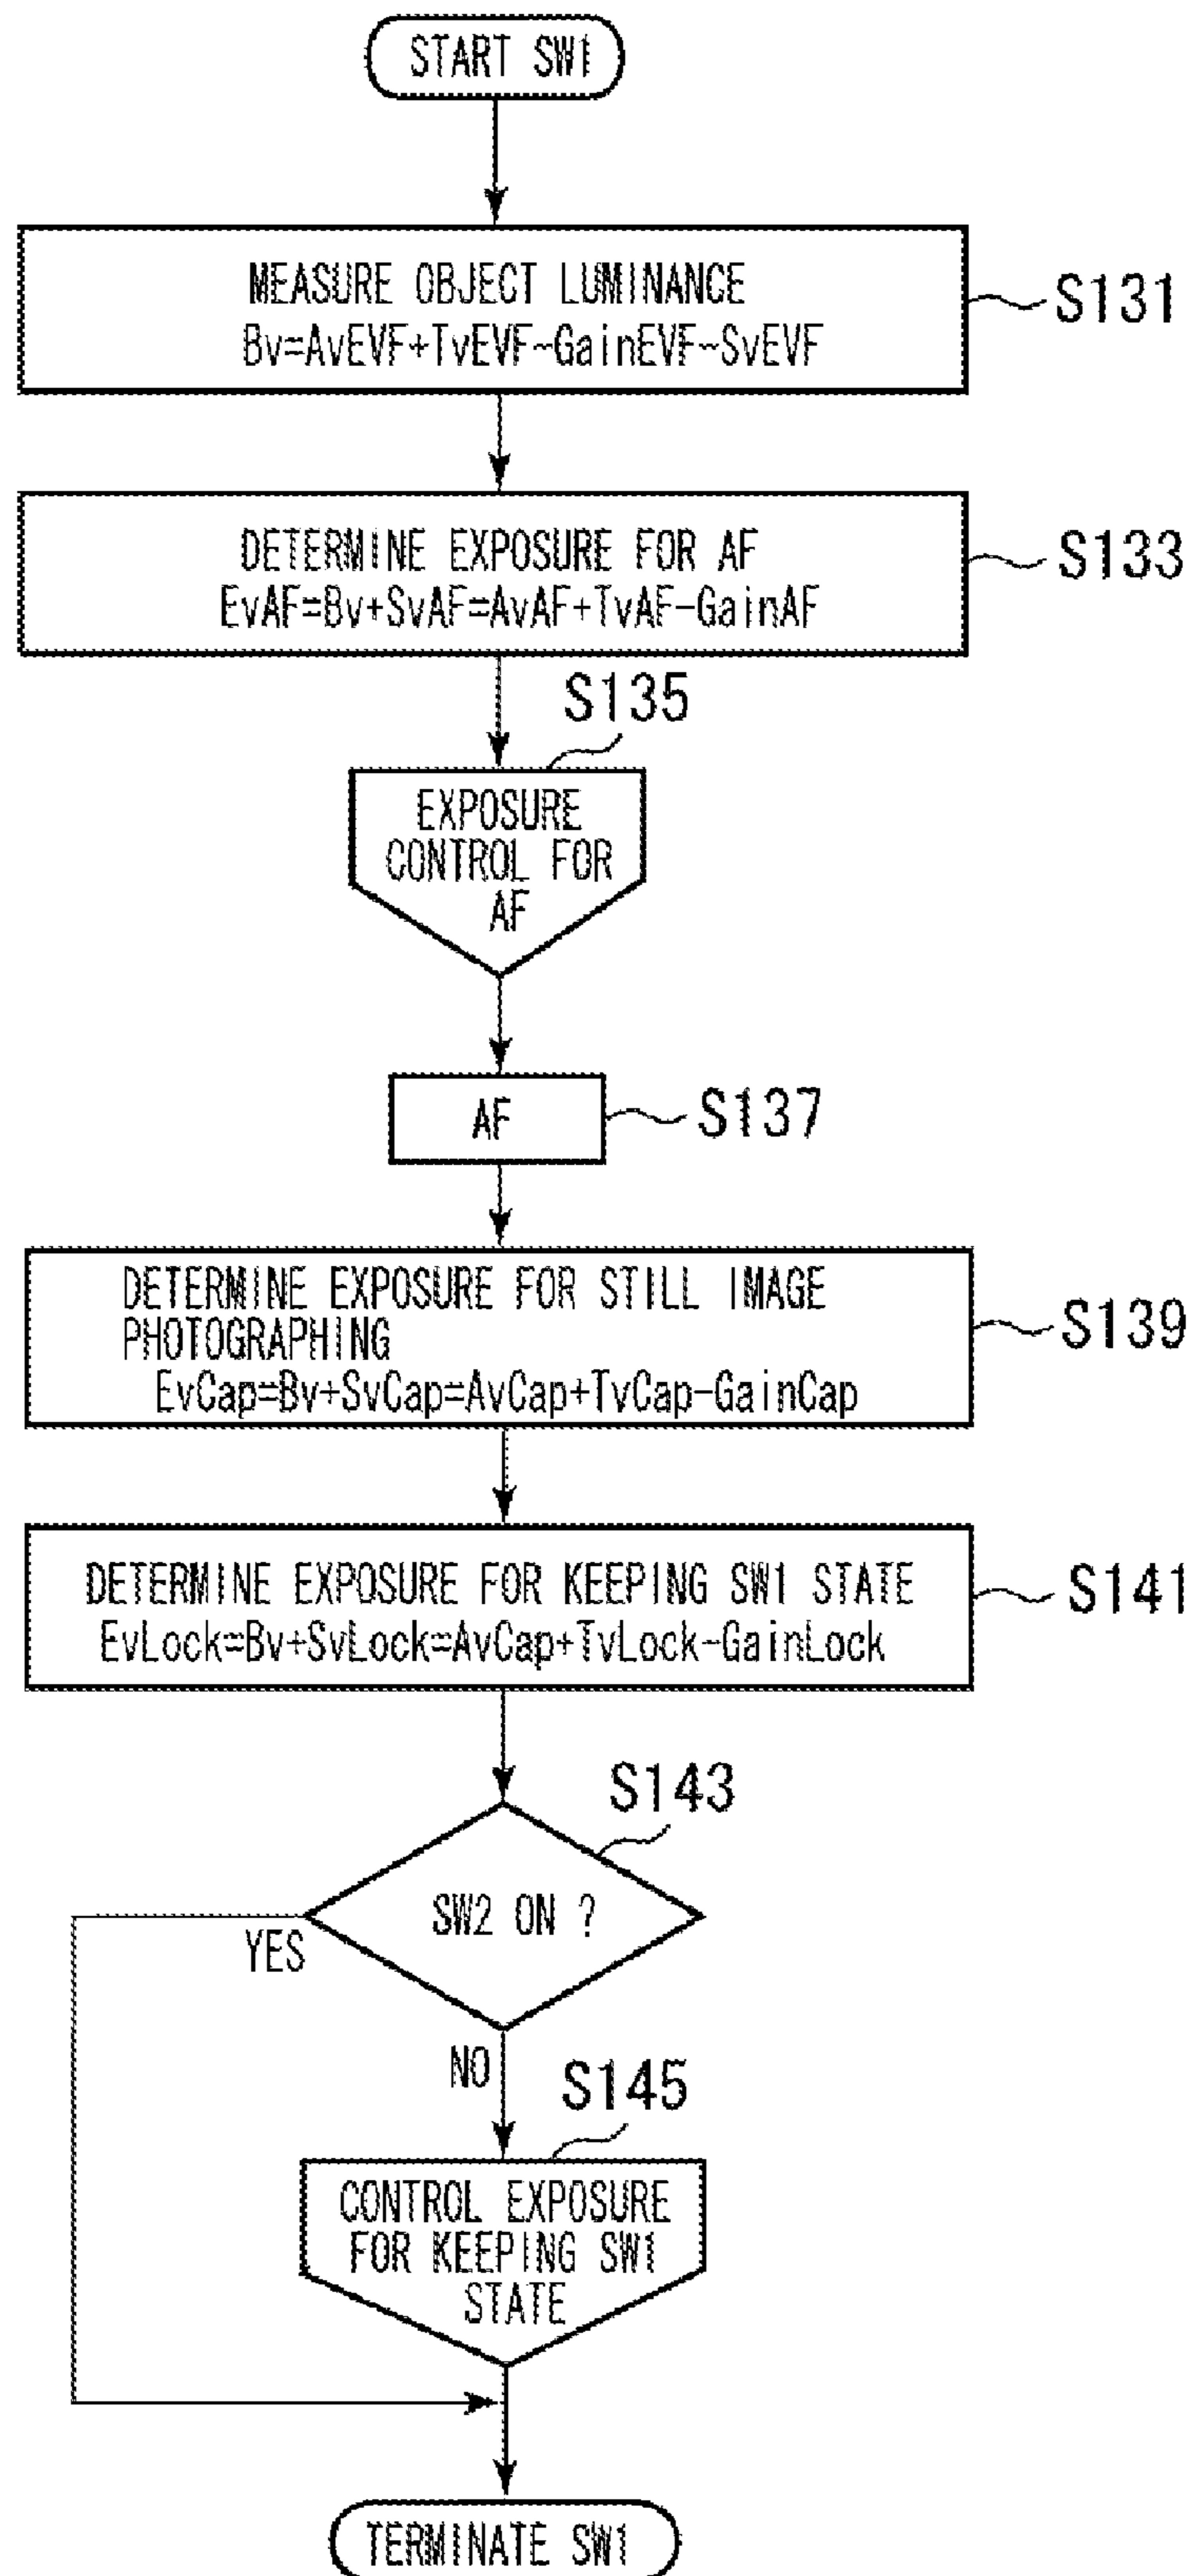 START SW1
MEASURE OBJECT LUMINANCE
Bv=AvEVF+TvEVF-GainEVF-SvEVF
S131
DETERMINE EXPOSURE FOR AF
EvAF=Bv+SvAF=AvAF+TvAF-GainAF
S133
S135
EXPOSURE
CONTROL FOR
AF
AF
S137
DETERMINE EXPOSURE FOR STILL IMAGE
PHOTOGRAPHING
EvCap=Bv+SvCap=AvCap+TvCap-GainCap
S139
DETERMINE EXPOSURE FOR KEEPING SW1 STATE
EvLock=Bv+SvLock=AvCap+TvLock-GainLock
S141
S143
SW2 ON ?
YES
NO
S145
CONTROL EXPOSURE
FOR KEEPING SW1
STATE
TERMINATE SW1